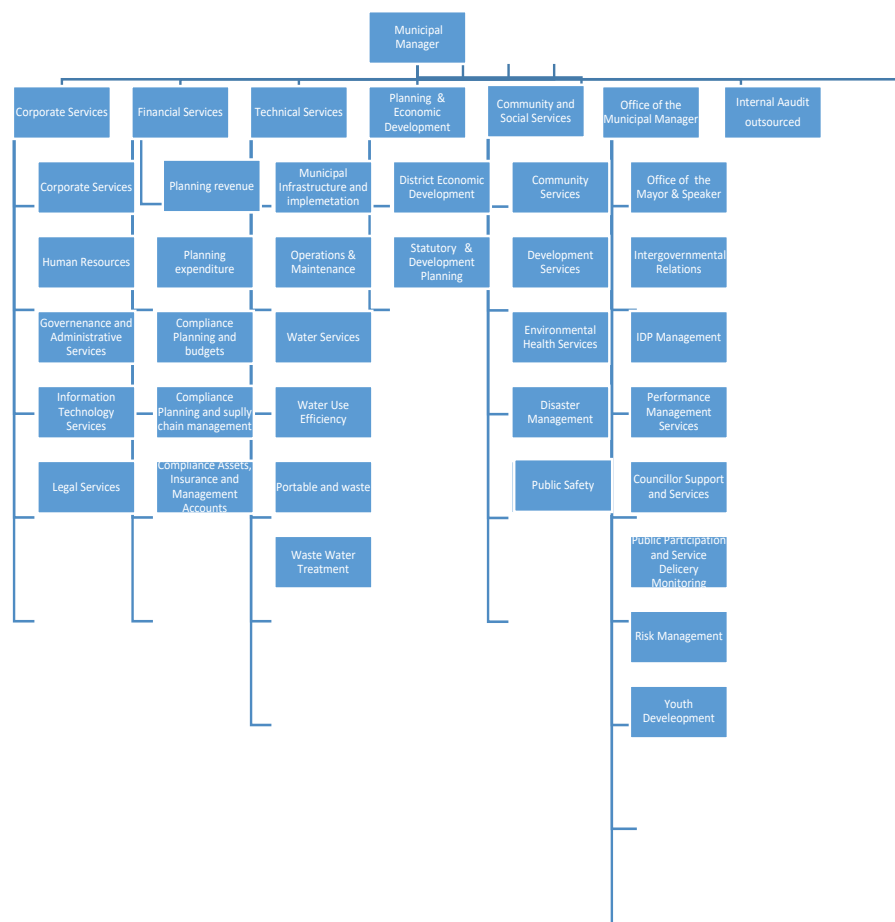 Municipal
Manager
Corporate Services
Financial Services
Technical Services
Planning & 
Economic
Development
Community and
Social Services
Office of the
Municipal Manager
Internal Aaudit
outsourced
Corporate Services
Human Resources
Governenance and
Administrative
Services
Information
Technology
Services
Legal Services
Planning revenue
Planning
expenditure
Compliance
Planning and
budgets
Compliance
Planning and suplly
chain management
Compliance Assets,
Insurance and
Management
Accounts
Municipal
Infrastructure and
implemetation
Operations &
Maintenance
Water Services
Water Use
Efficiency
Portable and waste
Waste Water
Treatment
District Economic
Development
Statutory &
Development
Planning
Community
Services
Development
Services
Environmental
Health Services
Disaster
Management
Public Safety
Office of the
Mayor & Speaker
Intergovernmental
Relations
IDP Management
Performance
Management
Services
Councillor Support
and Services
Public Participation
and Service
Delicery
Monitoring
Risk Management
Youth
Develeopment